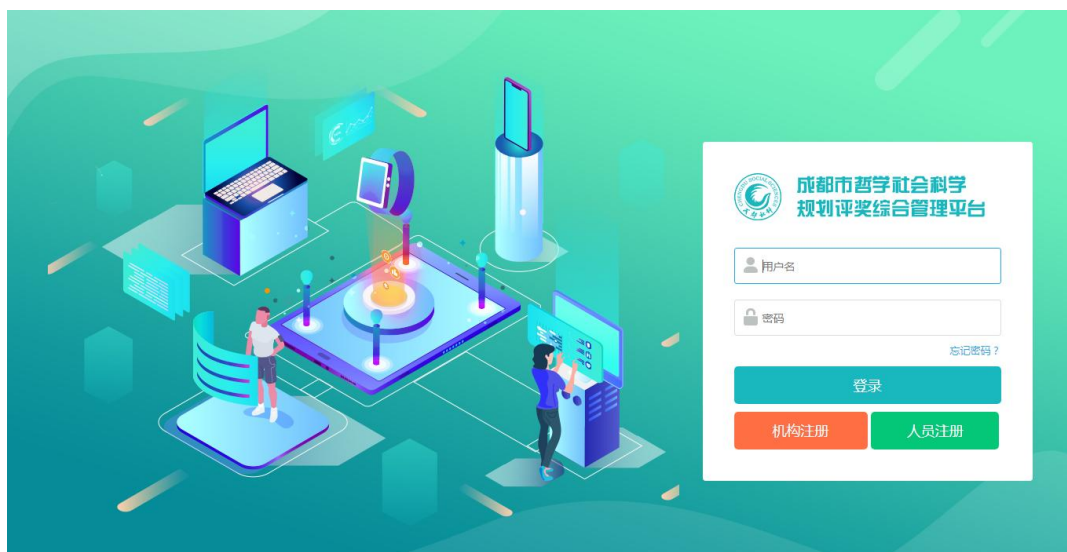 成都市哲学社会科学
规划评奖综合管理平台
用户名
密码
忘记密码?
登录
机构注册
人员注册